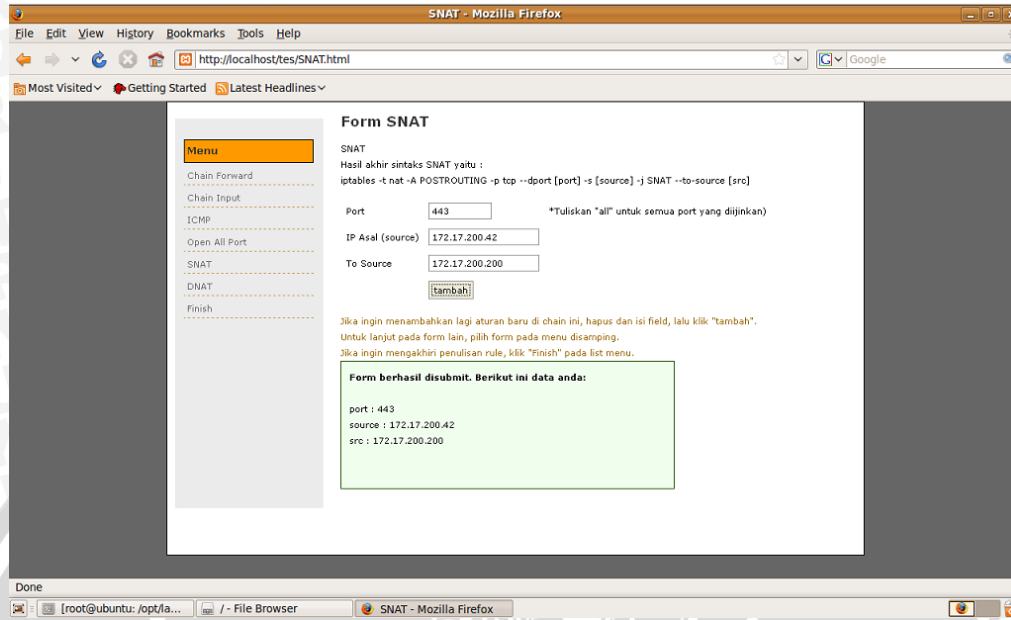 SNAT - Mozilla Firefox
File Edit View History Bookmarks Tools Help
http://localhost/tes/SNAT.html
Google
Most Visited Getting Started Latest Headlines
Menu
Chain Forward
Chain Input
ICMP
Open All Port
SNAT
DNAT
Finish
Form SNAT
SNAT
Hasil akhir sintaks SNAT yaitu :
iptables -t nat -A POSTROUTING -p tcp --dport [port] -s [source] -j SNAT --to-source [src]
Port 443 *Tuliskan "all" untuk semua port yang diijinkan)
IP Asal (source) 172.17.200.42
To Source 172.17.200.200
tambah
Jika ingin menambahkan lagi aturan baru di chain ini, hapus dan isi field, lalu klik "tambah".
Untuk lanjut pada form lain, pilih form pada menu disamping.
Jika ingin mengakhiri penulisan rule, klik "Finish" pada list menu.
Form berhasil disubmit. Berikut ini data anda:
port : 443
source : 172.17.200.42
src : 172.17.200.200
Done
[root@ubuntu: /opt/la... / - File Browser SNAT - Mozilla Firefox